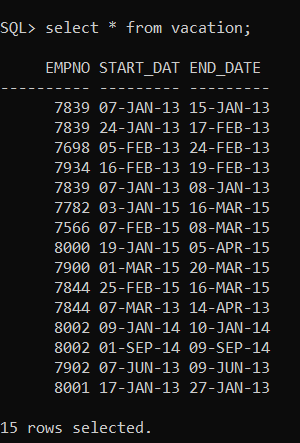 SQL> select * from vacation;
EMPNO START_DAT END_DATE
---------- --------- ---------
7839 07-JAN-13 15-JAN-13
7839 24-JAN-13 17-FEB-13
7698 05-FEB-13 24-FEB-13
7934 16-FEB-13 19-FEB-13
7839 07-JAN-13 08-JAN-13
7782 03-JAN-15 16-MAR-15
7566 07-FEB-15 08-MAR-15
8000 19-JAN-15 05-APR-15
7900 01-MAR-15 20-MAR-15
7844 25-FEB-15 16-MAR-15
7844 07-MAR-13 14-APR-13
8002 09-JAN-14 10-JAN-14
8002 01-SEP-14 09-SEP-14
7902 07-JUN-13 09-JUN-13
8001 17-JAN-13 27-JAN-13
15 rows selected.